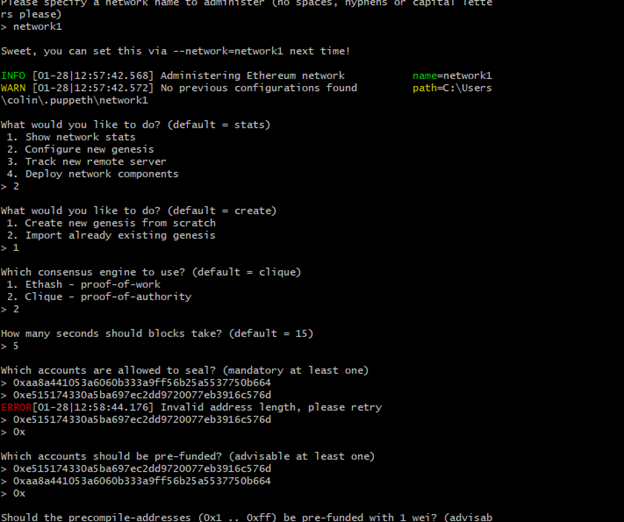 Please specify a network name to administer (no spaces, hyphens or capital lette
rs please)
> network1
Sweet, you can set this via --network=network1 next time!
INFO [01-28|12:57:42.568] Administering Ethereum network name=network1
WARN [01-28|12:57:42.572] No previous configurations found path=C:\Users
\colin\.puppeth\network1
What would you like to do? (default = stats)
1. Show network stats
2. Configure new genesis
3. Track new remote server
4. Deploy network components
> 2
What would you like to do? (default = create)
1. Create new genesis from scratch
2. Import already existing genesis
> 1
Which consensus engine to use? (default = clique)
1. Ethash - proof-of-work
2. Clique - proof-of-authority
> 2
How many seconds should blocks take? (default = 15)
> 5
Which accounts are allowed to seal? (mandatory at least one)
> 0xaa8a441053a6060b333a9ff56b25a5537750b664
> 0xe515174330a5ba697ec2dd9720077eb3916c576d
ERROR[01-28|12:58:44.176] Invalid address length, please retry
> 0xe515174330a5ba697ec2dd9720077eb3916c576d
> 0x
Which accounts should be pre-funded? (advisable at least one)
> 0xe515174330a5ba697ec2dd9720077eb3916c576d
> 0xaa8a441053a6060b333a9ff56b25a5537750b664
> 0x
Should the precompile-addresses (0x1 .. 0xff) be pre-funded with 1 wei? (advisab